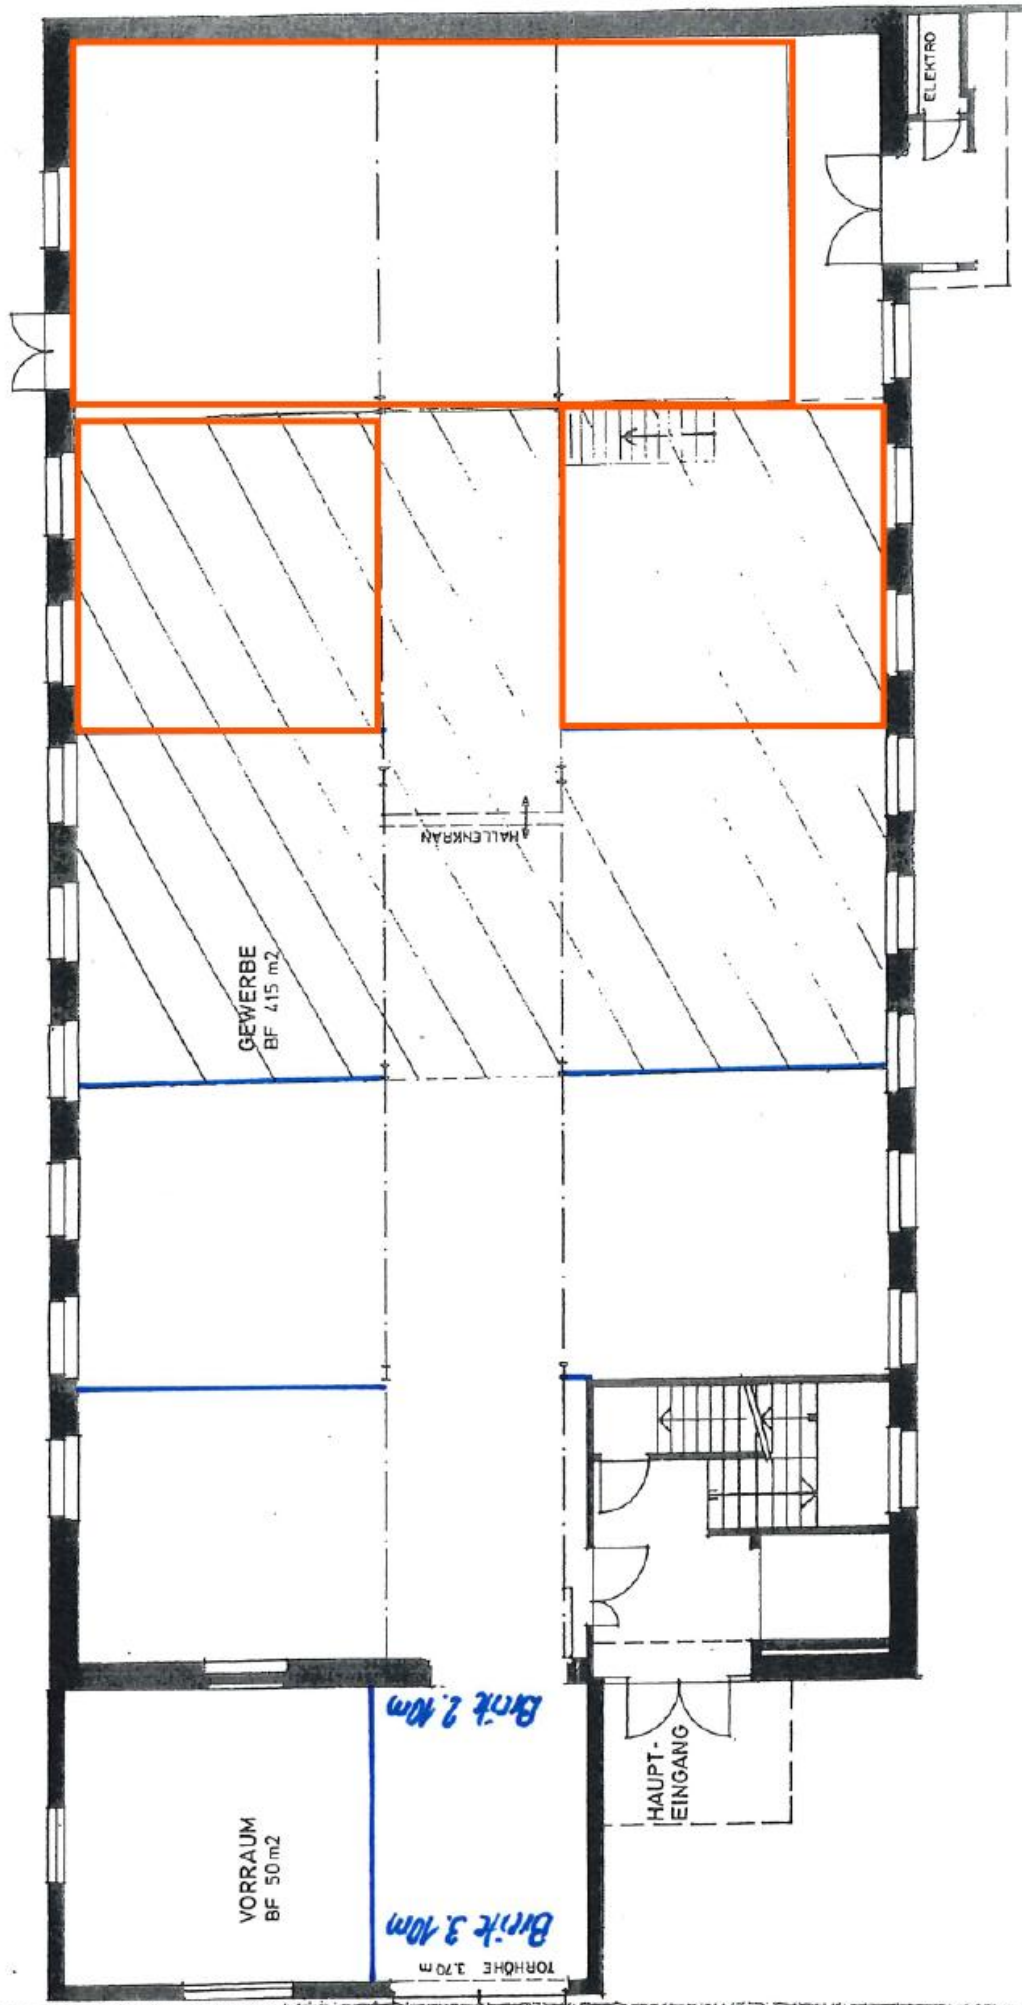 ELEKTRO
HALLENKRAN
GEWERBE
BF 415 m2
Breite 2.10m
HAUPT-
EINGANG
VORRAUM
BF 50 m2
Breite 3.10m
TORHÖHE 3.70 m